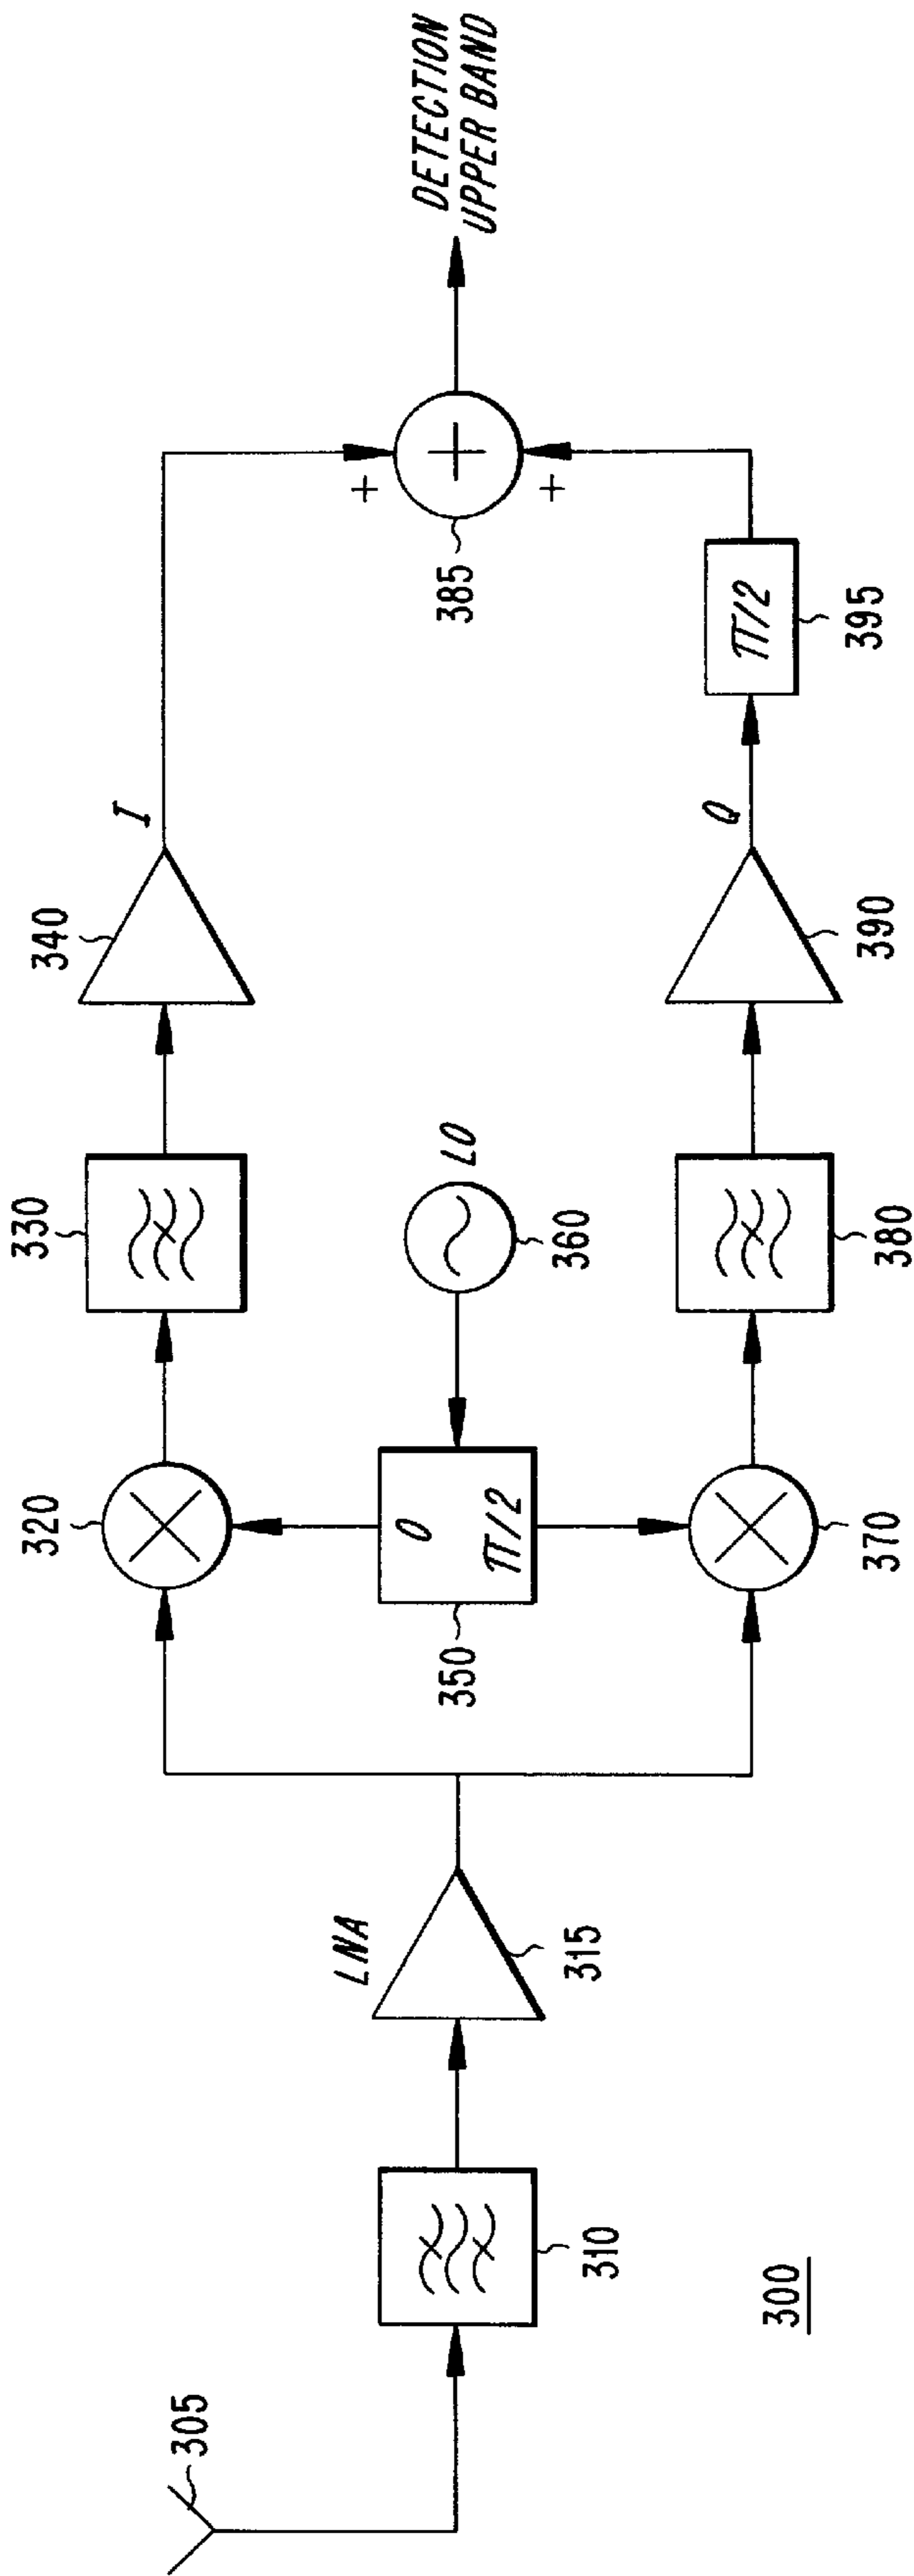 305
310
LNA
315
320
330
340
I
0
π/2
350
LO
360
370
380
390
Q
π/2
395
+
+
385
DETECTION
UPPER BAND
300